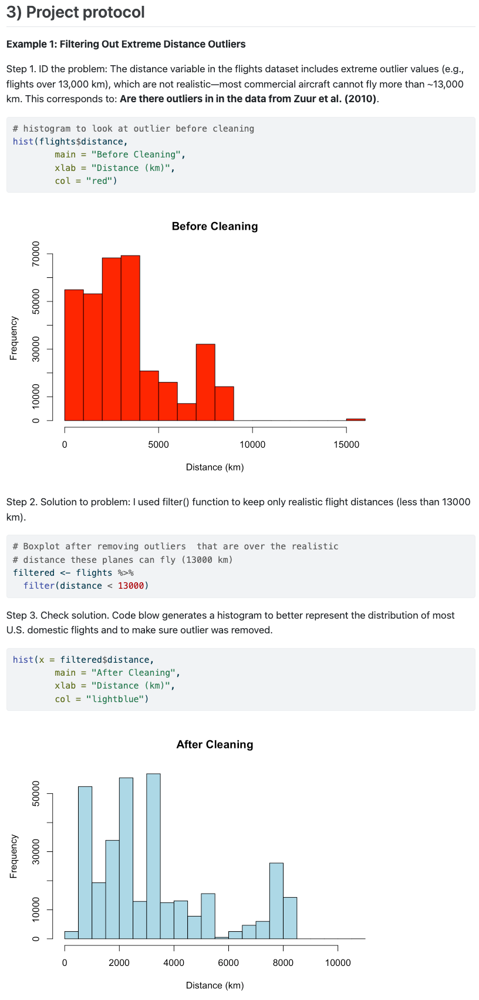 3) Project protocol
Example 1: Filtering Out Extreme Distance Outliers
Step 1. ID the problem: The distance variable in the flights dataset includes extreme outlier values (e.g.,
flights over 13,000 km), which are not realistic—most commercial aircraft cannot fly more than ~13,000
km. This corresponds to: Are there outliers in in the data from Zuur et al. (2010).
# histogram to look at outlier before cleaning
hist(flights$distance,
main = "Before Cleaning",
xlab = "Distance (km)",
col = "red")
Before Cleaning
Frequency
70000
50000
30000
10000
0
0 5000 10000 15000
Distance (km)
Step 2. Solution to problem: I used filter() function to keep only realistic flight distances (less than 13000
km).
# Boxplot after removing outliers  that are over the realistic
# distance these planes can fly (13000 km)
filtered <- flights %>%
filter(distance < 13000)
Step 3. Check solution. Code blow generates a histogram to better represent the distribution of most
U.S. domestic flights and to make sure outlier was removed.
hist(x = filtered$distance,
main = "After Cleaning",
xlab = "Distance (km)",
col = "lightblue")
After Cleaning
Frequency
50000
30000
10000
0
0 2000 4000 6000 8000 10000
Distance (km)